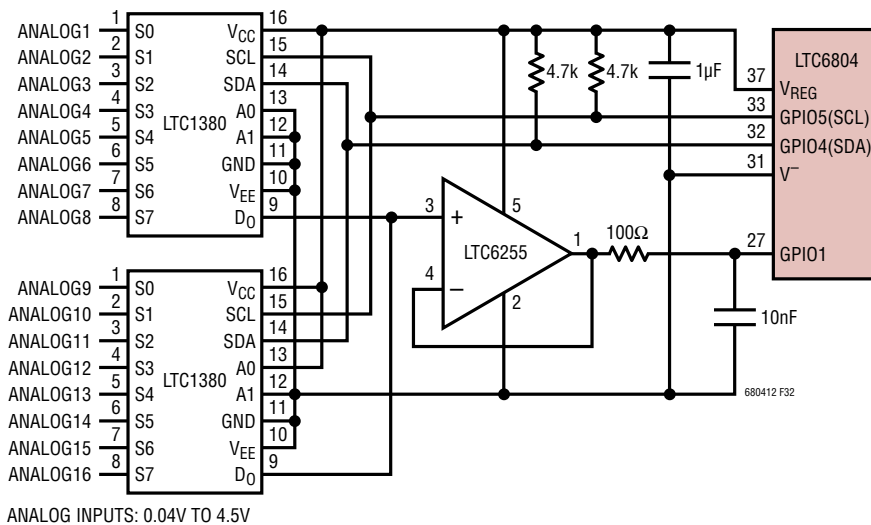 ANALOG1 1 S0 VCC 16
ANALOG2 2 S1 SCL 15
ANALOG3 3 S2 SDA 14
ANALOG4 4 S3 A0 13
ANALOG5 5 S4 A1 12
ANALOG6 6 S5 GND 11
ANALOG7 7 S6 VEE 10
ANALOG8 8 S7 DO 9
LTC1380
4.7k
4.7k
1µF
LTC6804
37 VREG
33 GPIO5(SCL)
32 GPIO4(SDA)
31 V–
27 GPIO1
3 +
4 –
5
2
1
LTC6255
100Ω
10nF
ANALOG9 1 S0 VCC 16
ANALOG10 2 S1 SCL 15
ANALOG11 3 S2 SDA 14
ANALOG12 4 S3 A0 13
ANALOG13 5 S4 A1 12
ANALOG14 6 S5 GND 11
ANALOG15 7 S6 VEE 10
ANALOG16 8 S7 DO 9
LTC1380
680412 F32
ANALOG INPUTS: 0.04V TO 4.5V